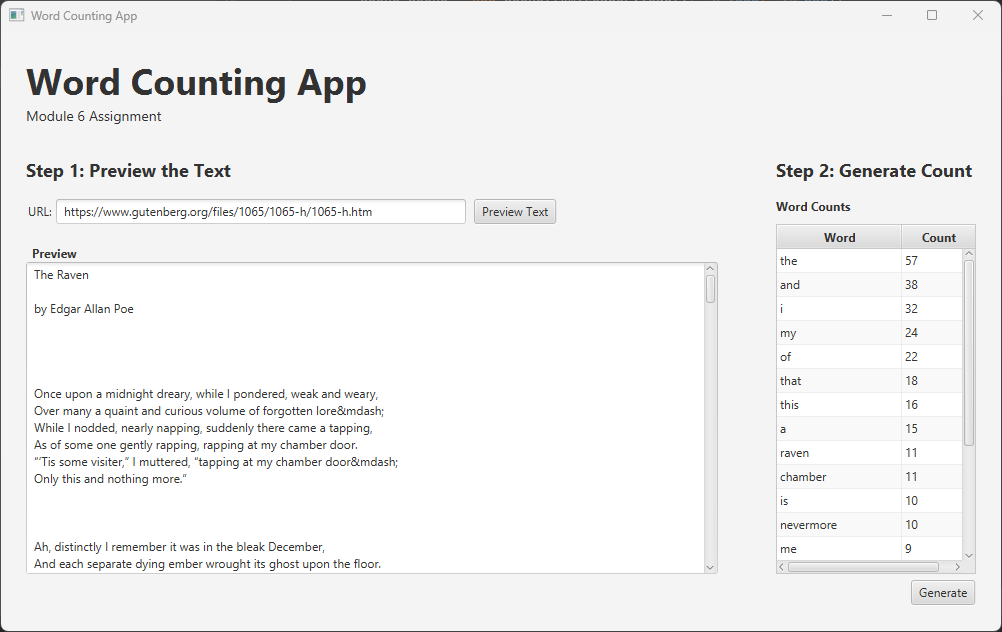 Word Counting App
Word Counting App
Module 6 Assignment
Step 1: Preview the Text
URL: https://www.gutenberg.org/files/1065/1065-h/1065-h.htm Preview Text
Preview
The Raven
by Edgar Allan Poe
Once upon a midnight dreary, while I pondered, weak and weary,
Over many a quaint and curious volume of forgotten lore&mdash;
While I nodded, nearly napping, suddenly there came a tapping,
As of some one gently rapping, rapping at my chamber door.
“’Tis some visiter,” I muttered, “tapping at my chamber door&mdash;
Only this and nothing more.”
Ah, distinctly I remember it was in the bleak December,
And each separate dying ember wrought its ghost upon the floor.
Step 2: Generate Count
Word Counts
Word Count
the 57
and 38
i 32
my 24
of 22
that 18
this 16
a 15
raven 11
chamber 11
is 10
nevermore 10
me 9
Generate